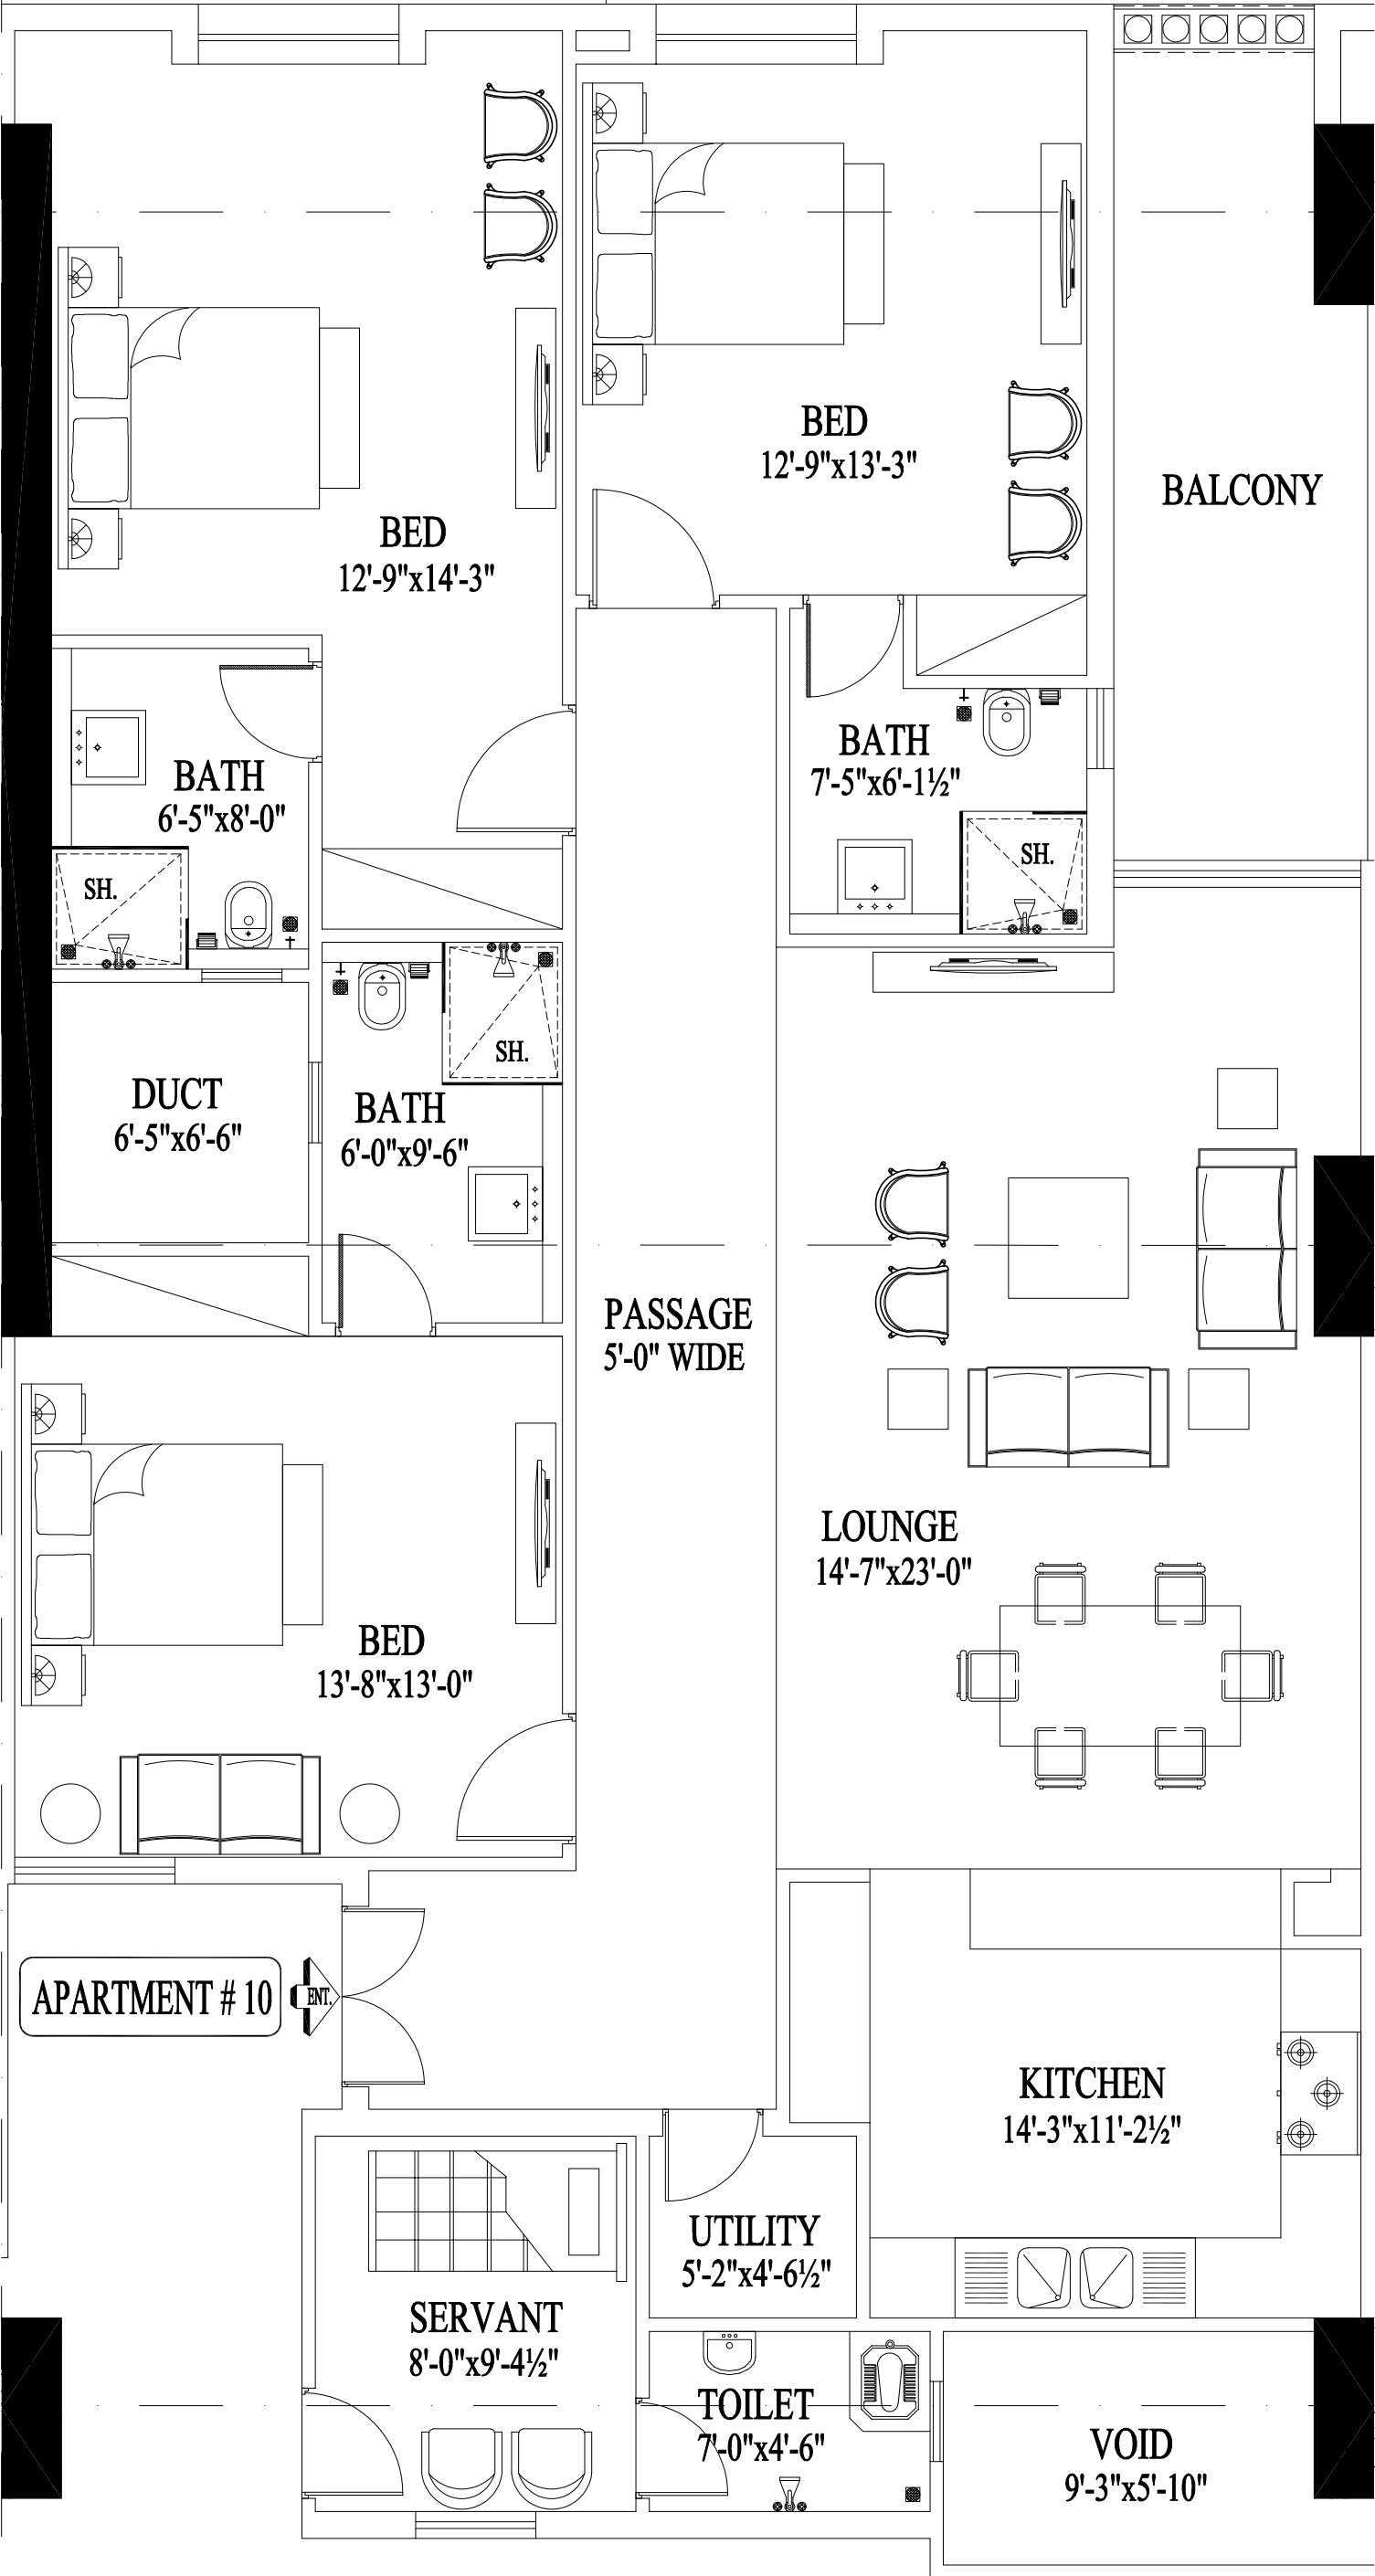 BED
12'-9"x13'-3"
BALCONY
BED
12'-9"x14'-3"
BATH
7'-5"x6'-1½"
SH.
BATH
6'-5"x8'-0"
SH.
SH.
DUCT
6'-5"x6'-6"
BATH
6'-0"x9'-6"
PASSAGE
5'-0" WIDE
LOUNGE
14'-7"x23'-0"
BED
13'-8"x13'-0"
APARTMENT # 10
ENT.
KITCHEN
14'-3"x11'-2½"
UTILITY
5'-2"x4'-6½"
SERVANT
8'-0"x9'-4½"
TOILET
7'-0"x4'-6"
VOID
9'-3"x5'-10"